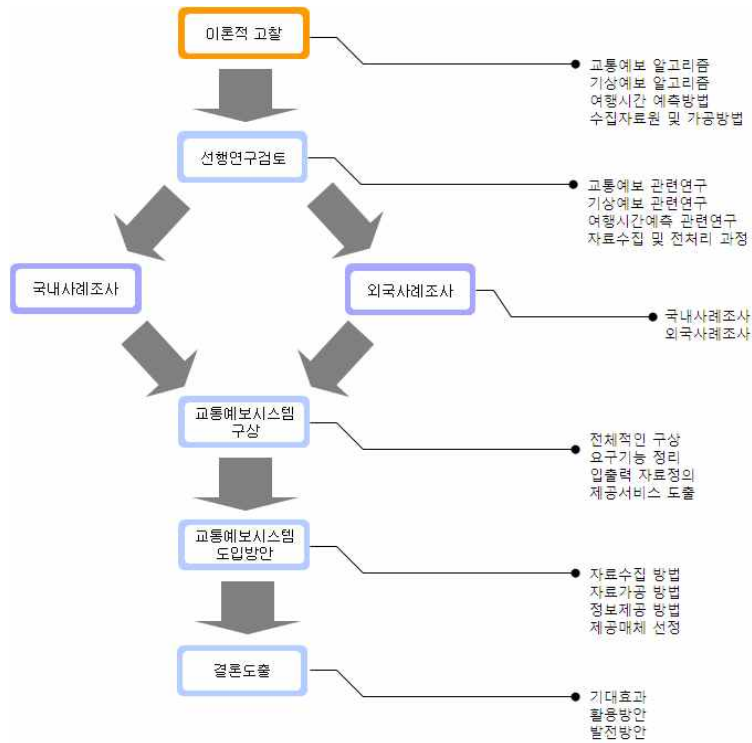 이론적 고찰
교통예보 알고리즘
기상예보 알고리즘
여행시간 예측방법
수집자료원 및 가공방법
선행연구검토
교통예보 관련연구
기상예보 관련연구
여행시간예측 관련연구
자료수집 및 전처리 과정
국내사례조사
외국사례조사
국내사례조사
외국사례조사
교통예보시스템
구상
전체적인 구상
요구기능 정리
입출력 자료정의
제공서비스 도출
교통예보시스템
도입방안
자료수집 방법
자료가공 방법
정보제공 방법
제공매체 선정
결론도출
기대효과
활용방안
발전방안